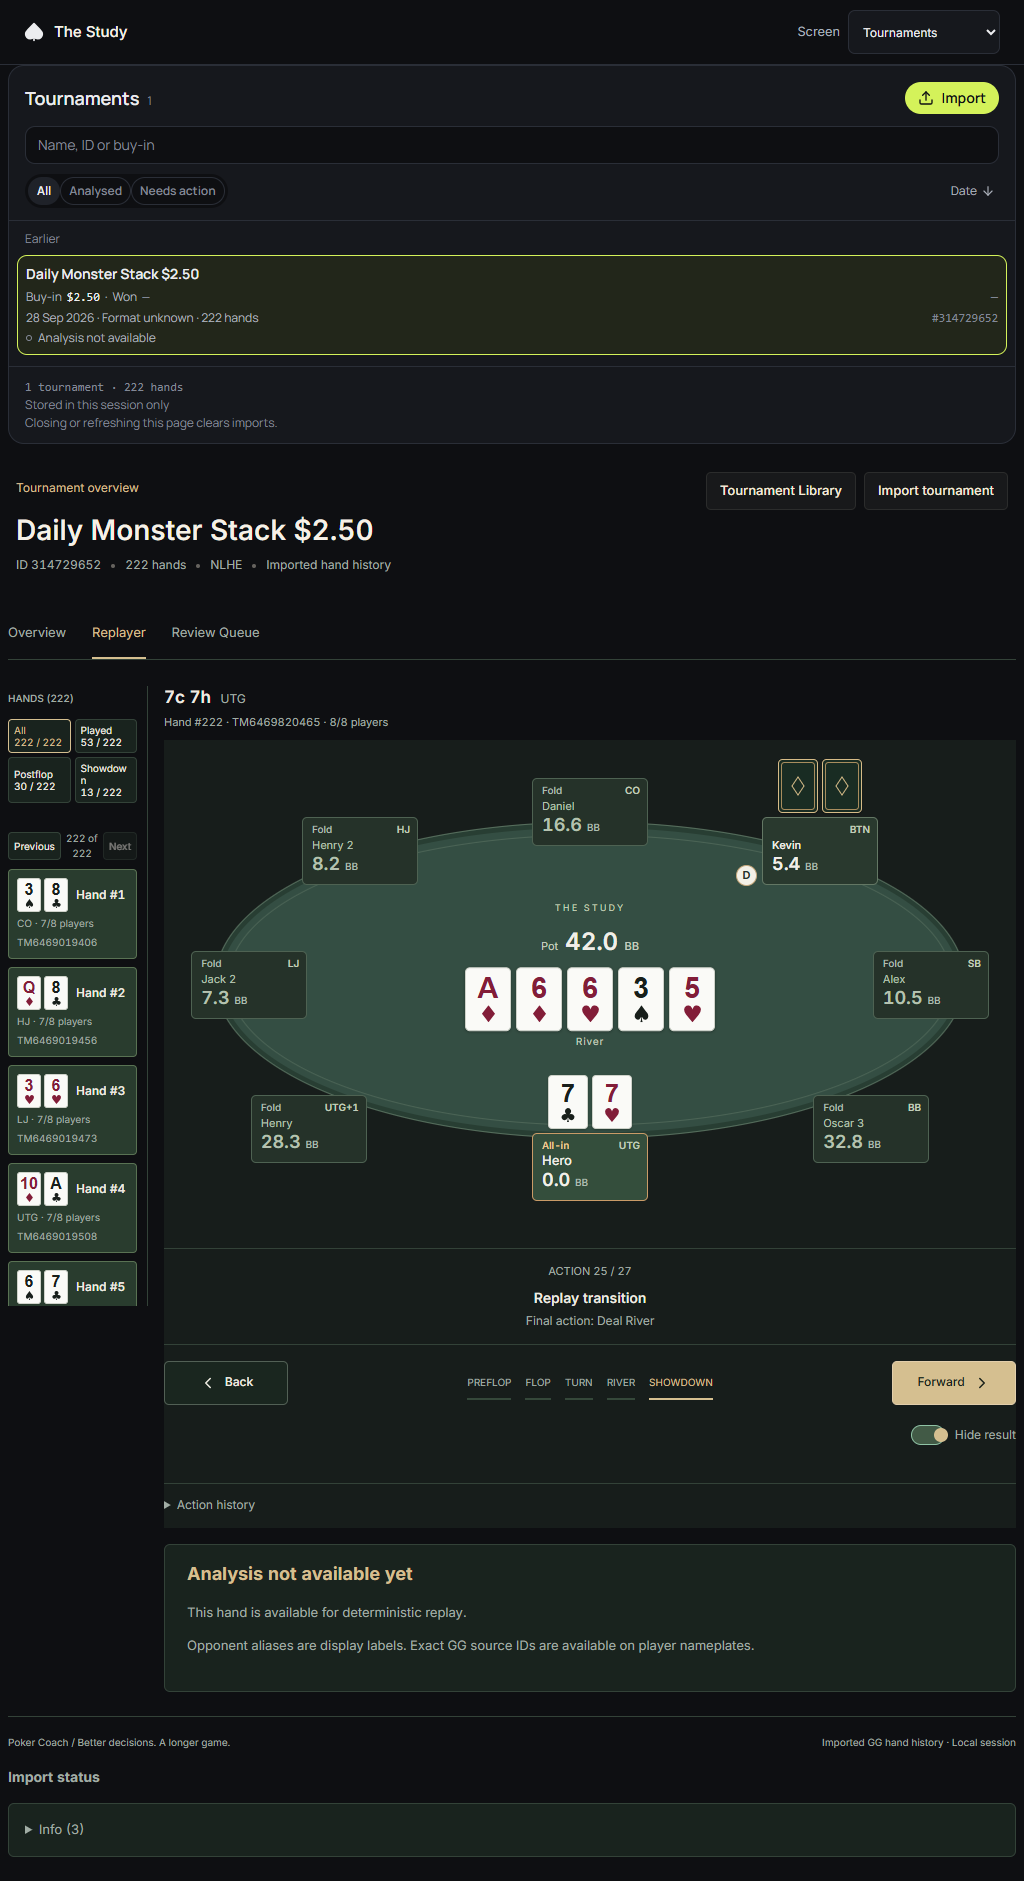 The Study
Screen
Tournaments
Tournaments 1
Import
Name, ID or buy-in
All
Analysed
Needs action
Date ↓
Earlier
Daily Monster Stack $2.50
Buy-in $2.50 · Won —
—
28 Sep 2026 · Format unknown · 222 hands
#314729652
Analysis not available
1 tournament · 222 hands
Stored in this session only
Closing or refreshing this page clears imports.
Tournament overview
Tournament Library
Import tournament
Daily Monster Stack $2.50
ID 314729652 • 222 hands • NLHE • Imported hand history
Overview
Replayer
Review Queue
HANDS (222)
All
222 / 222
Played
53 / 222
Postflop
30 / 222
Showdow
n
13 / 222
Previous
222 of
222
Next
3♠ 8♣ Hand #1
CO · 7/8 players
TM6469019406
Q♦ 8♣ Hand #2
HJ · 7/8 players
TM6469019456
3♥ 6♥ Hand #3
LJ · 7/8 players
TM6469019473
10♦ A♣ Hand #4
UTG · 7/8 players
TM6469019508
6♠ 7♣ Hand #5
7c 7h UTG
Hand #222 · TM6469820465 · 8/8 players
Fold CO
Daniel
16.6 BB
Fold HJ
Henry 2
8.2 BB
BTN
Kevin
5.4 BB
D
THE STUDY
Pot 42.0 BB
Fold LJ
Jack 2
7.3 BB
A♦ 6♦ 6♥ 3♠ 5♥
River
Fold SB
Alex
10.5 BB
7♣ 7♥
Fold UTG+1
Henry
28.3 BB
All-in UTG
Hero
0.0 BB
Fold BB
Oscar 3
32.8 BB
ACTION 25 / 27
Replay transition
Final action: Deal River
Back
PREFLOP
FLOP
TURN
RIVER
SHOWDOWN
Forward
Hide result
Action history
Analysis not available yet
This hand is available for deterministic replay.
Opponent aliases are display labels. Exact GG source IDs are available on player nameplates.
Poker Coach / Better decisions. A longer game.
Imported GG hand history · Local session
Import status
Info (3)